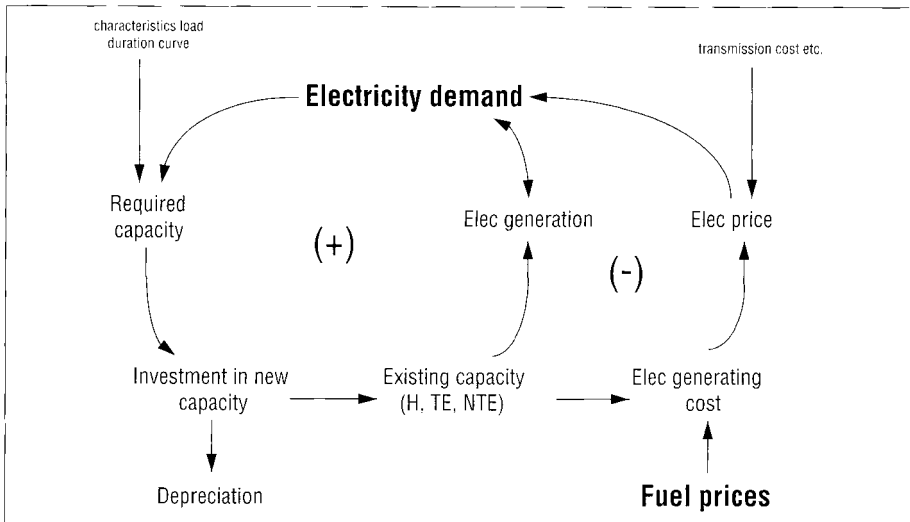 characteristics load
duration curve
transmission cost etc.
Electricity demand
Required
capacity
Elec generation
Elec price
(+)
(-)
Investment in new
capacity
Existing capacity
(H, TE, NTE)
Elec generating
cost
Depreciation
Fuel prices